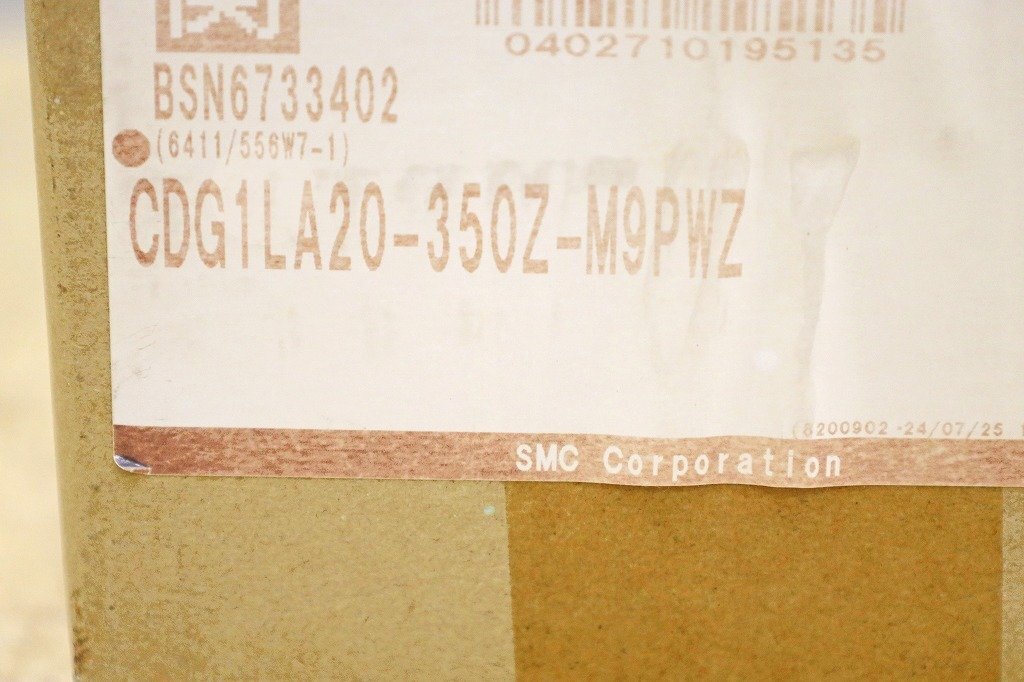 0402710195135
BSN6733402
(6411/556W7-1)
CDG1LA20-350Z-M9PWZ
(8200902 -24/07/25
SMC Corporation